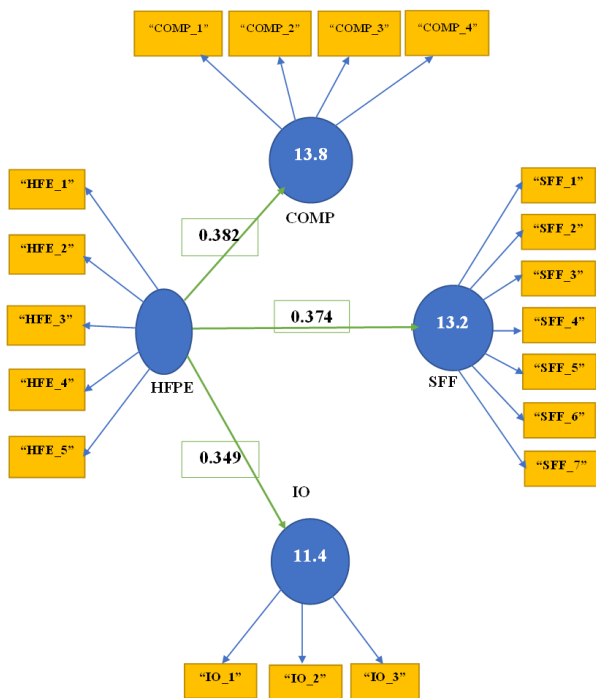 “COMP_1”
“COMP_2”
“COMP_3”
“COMP_4”
13.8
COMP
“HFE_1”
“HFE_2”
“HFE_3”
“HFE_4”
“HFE_5”
HFPE
0.382
0.374
0.349
“SFF_1”
“SFF_2”
“SFF_3”
“SFF_4”
“SFF_5”
“SFF_6”
“SFF_7”
13.2
SFF
IO
11.4
“IO_1”
“IO_2”
“IO_3”